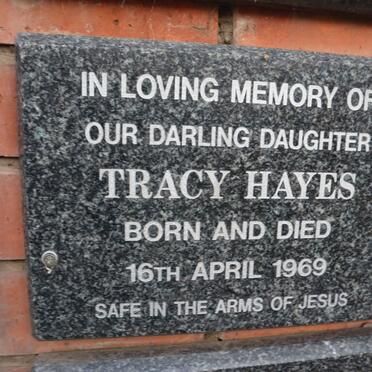 IN LOVING MEMORY OF
OUR DARLING DAUGHTER
TRACY HAYES
BORN AND DIED
16TH APRIL 1969
SAFE IN THE ARMS OF JESUS